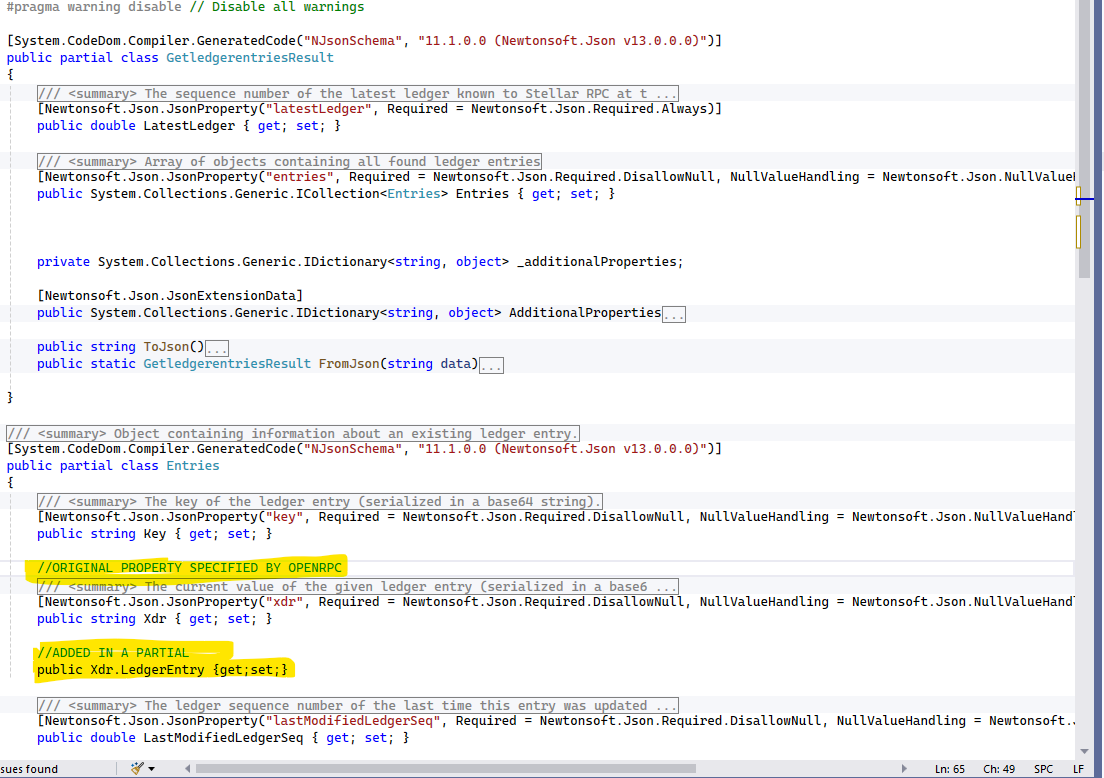 #pragma warning disable // Disable all warnings
[System.CodeDom.Compiler.GeneratedCode("NJsonSchema", "11.1.0.0 (Newtonsoft.Json v13.0.0.0)")]
public partial class GetledgerentriesResult
{
/// <summary> The sequence number of the latest ledger known to Stellar RPC at t ...
[Newtonsoft.Json.JsonProperty("latestLedger", Required = Newtonsoft.Json.Required.Always)]
public double LatestLedger { get; set; }
/// <summary> Array of objects containing all found ledger entries
[Newtonsoft.Json.JsonProperty("entries", Required = Newtonsoft.Json.Required.DisallowNull, NullValueHandling = Newtonsoft.Json.NullValueH
public System.Collections.Generic.ICollection<Entries> Entries { get; set; }
private System.Collections.Generic.IDictionary<string, object> _additionalProperties;
[Newtonsoft.Json.JsonExtensionData]
public System.Collections.Generic.IDictionary<string, object> AdditionalProperties...
public string ToJson()...
public static GetledgerentriesResult FromJson(string data)...
}
/// <summary> Object containing information about an existing ledger entry.
[System.CodeDom.Compiler.GeneratedCode("NJsonSchema", "11.1.0.0 (Newtonsoft.Json v13.0.0.0)")]
public partial class Entries
{
/// <summary> The key of the ledger entry (serialized in a base64 string).
[Newtonsoft.Json.JsonProperty("key", Required = Newtonsoft.Json.Required.DisallowNull, NullValueHandling = Newtonsoft.Json.NullValueHandl
public string Key { get; set; }
//ORIGINAL PROPERTY SPECIFIED BY OPENRPC
/// <summary> The current value of the given ledger entry (serialized in a base6 ...
[Newtonsoft.Json.JsonProperty("xdr", Required = Newtonsoft.Json.Required.DisallowNull, NullValueHandling = Newtonsoft.Json.NullValueHandl
public string Xdr { get; set; }
//ADDED IN A PARTIAL
public Xdr.LedgerEntry {get;set;}
/// <summary> The ledger sequence number of the last time this entry was updated ...
[Newtonsoft.Json.JsonProperty("lastModifiedLedgerSeq", Required = Newtonsoft.Json.Required.DisallowNull, NullValueHandling = Newtonsoft.
public double LastModifiedLedgerSeq { get; set; }
sues found Ln: 65 Ch: 49 SPC LF